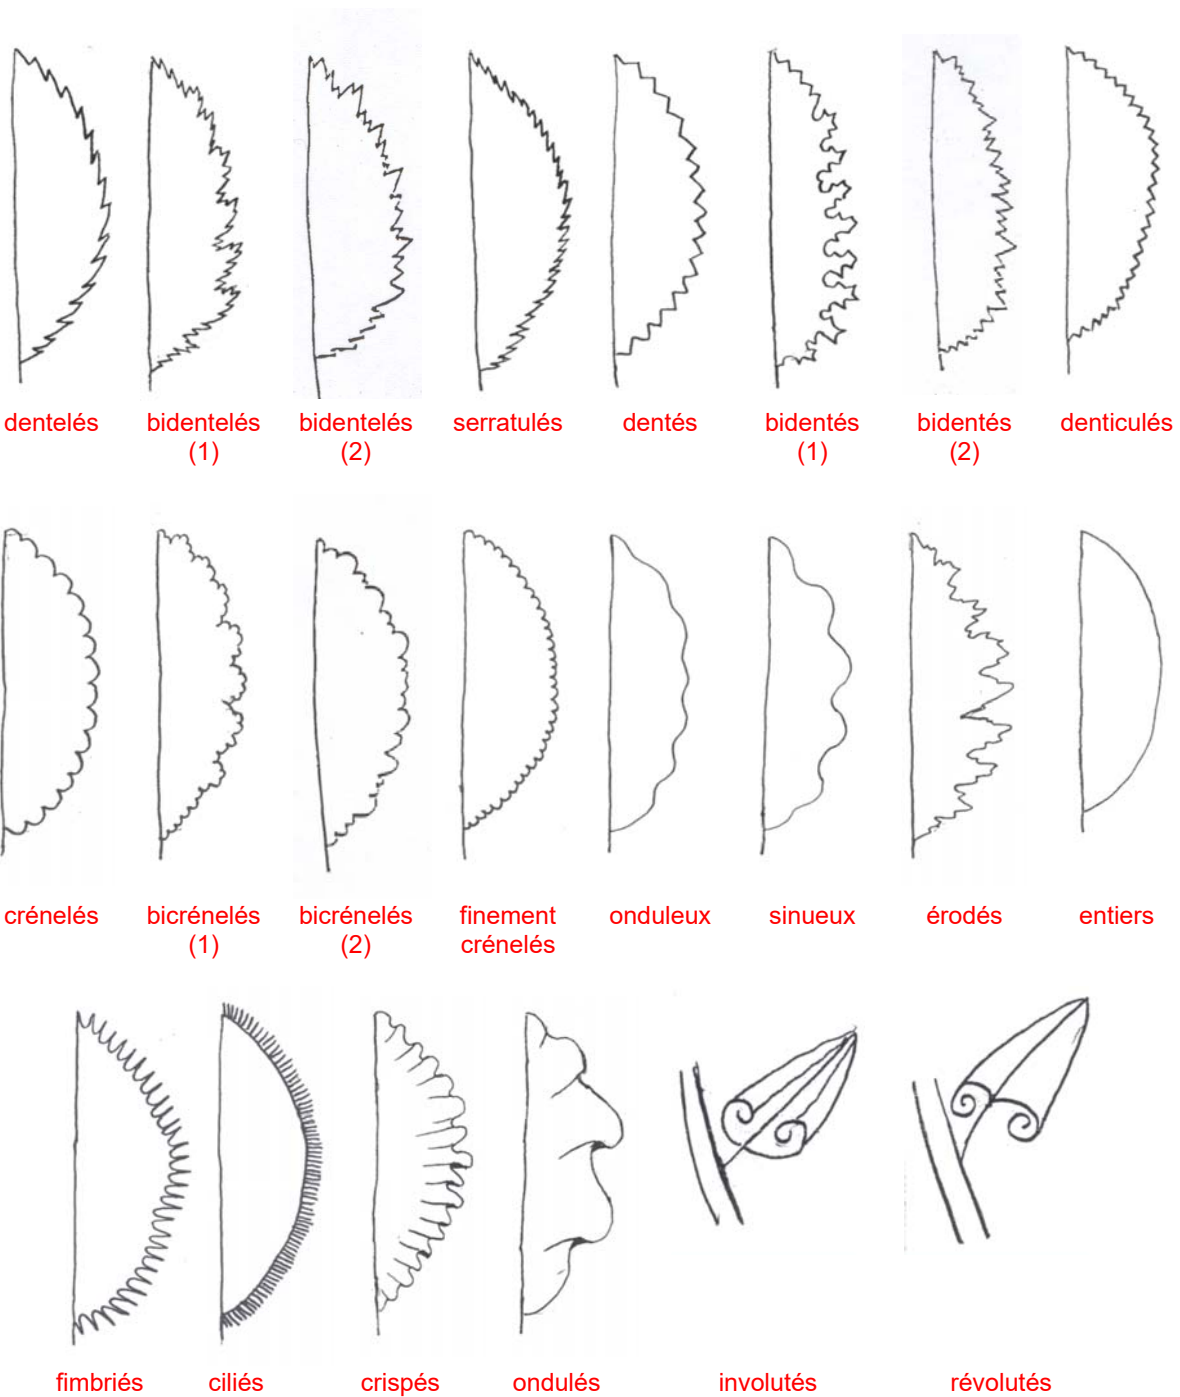 dentelés bidentelés bidentelés serratulés dentés bidentés bidentés denticulés
(1) (2) (1) (2)
crénelés bicrénelés bicrénelés finement onduleux sinueux érodés entiers
(1) (2) crénelés
fimbriés ciliés crispés ondulés involutés révolutés